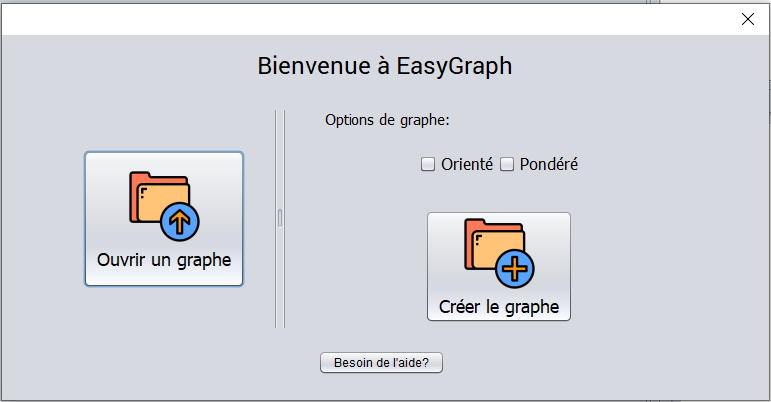 Bienvenue à EasyGraph
Options de graphe:
Orienté Pondéré
Ouvrir un graphe
Créer le graphe
Besoin de l'aide?